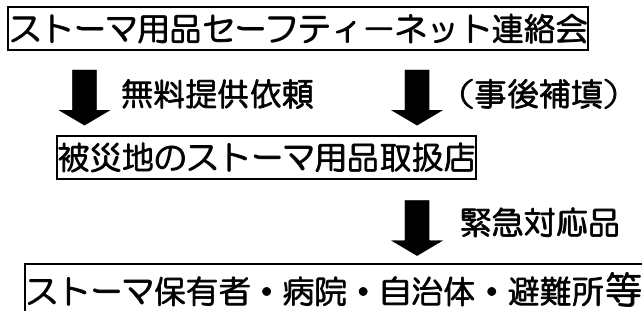 ストーマ用品セーフティーネット連絡会
無料提供依頼 （事後補填）
被災地のストーマ用品取扱店
緊急対応品
ストーマ保有者・病院・自治体・避難所等